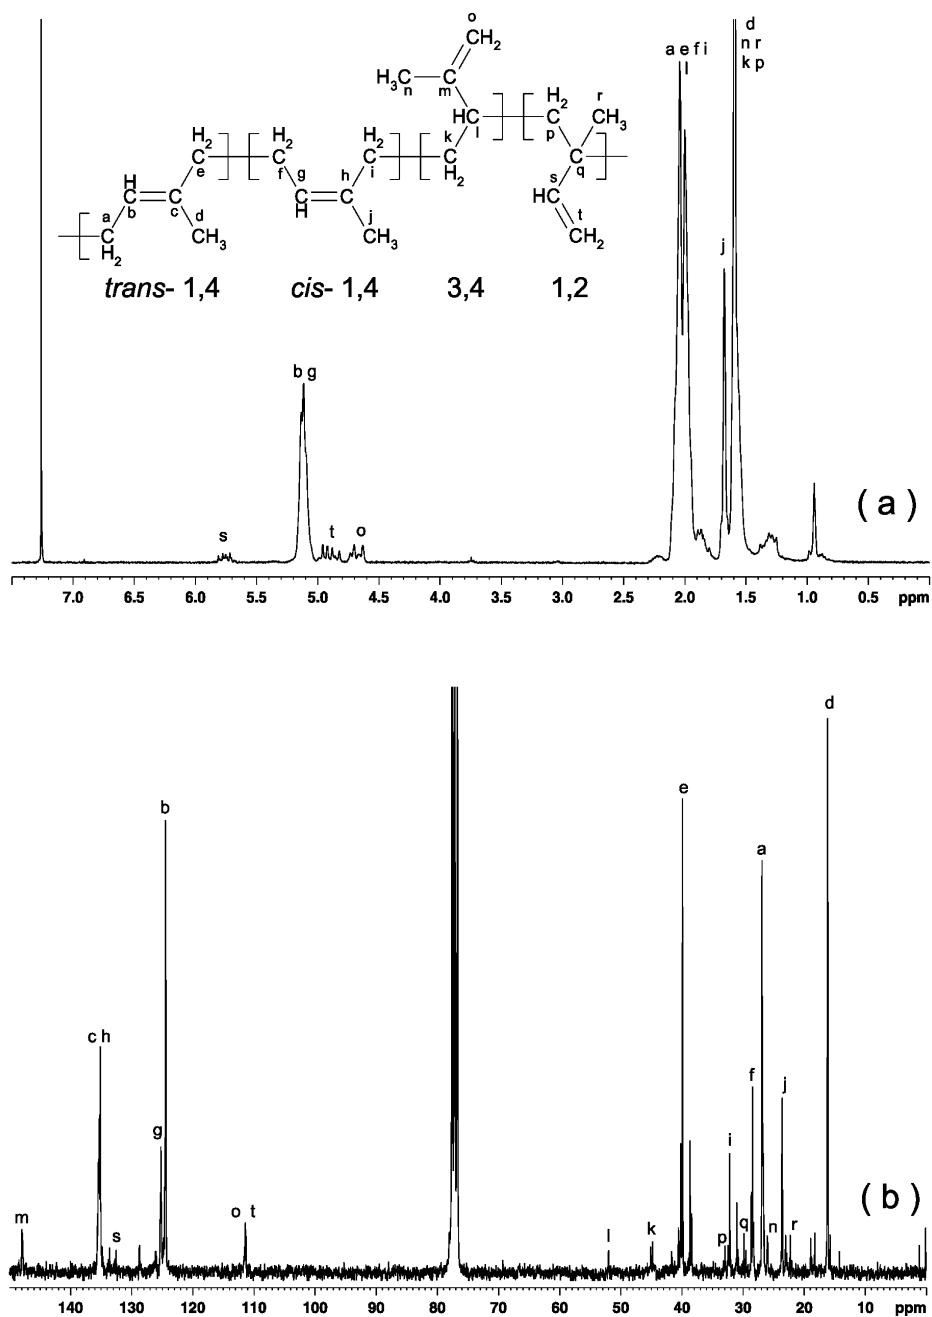 o
CH2
d
a e f i
n r
l
k p
H3C
n
m
C
H2
r
H
C
l
CH3
k
p
H2
H2
H2
C
C
C
C
C
C
q
e
f
g
h
i
H2
s
H
a
b
c
d
C
H
j
HC
t
C
H2
CH3
CH3
CH2
j
trans- 1,4 cis- 1,4 3,4 1,2
b g
( a )
s t o
7.0 6.5 6.0 5.5 5.0 4.5 4.0 3.5 3.0 2.5 2.0 1.5 1.0 0.5 ppm
d
e
b
a
c h
f
j
g
i
( b )
m
s
o t
l
k
p
q
n
r
140 130 120 110 100 90 80 70 60 50 40 30 20 10 ppm